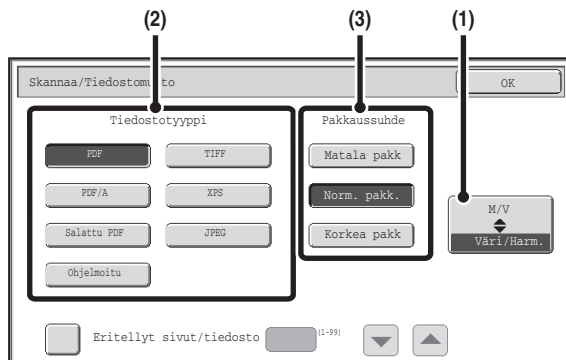 (2) (3) (1)
Skannaa/Tiedostomuoto OK
Tiedostotyyppi Pakkaussuhde
PDF TIFF Matala pakk
PDF/A XPS Norm. pakk. M/V
Salattu PDF JPEG Korkea pakk Väri/Harm.
Ohjelmoitu
Eritellyt sivut/tiedosto (1-99)